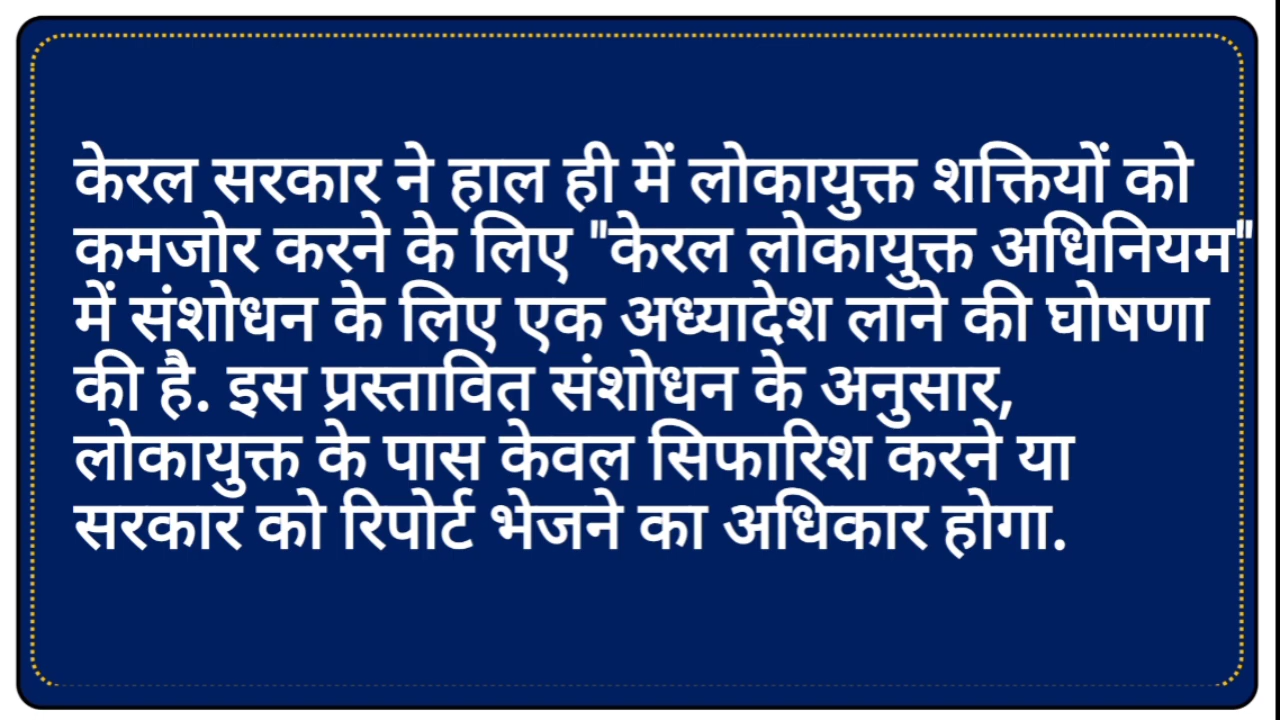 केरल सरकार ने हाल ही में लोकायुक्त शक्तियों को
कमजोर करने के लिए "केरल लोकायुक्त अधिनियम"
में संशोधन के लिए एक अध्यादेश लाने की घोषणा
की है. इस प्रस्तावित संशोधन के अनुसार,
लोकायुक्त के पास केवल सिफारिश करने या
सरकार को रिपोर्ट भेजने का अधिकार होगा.